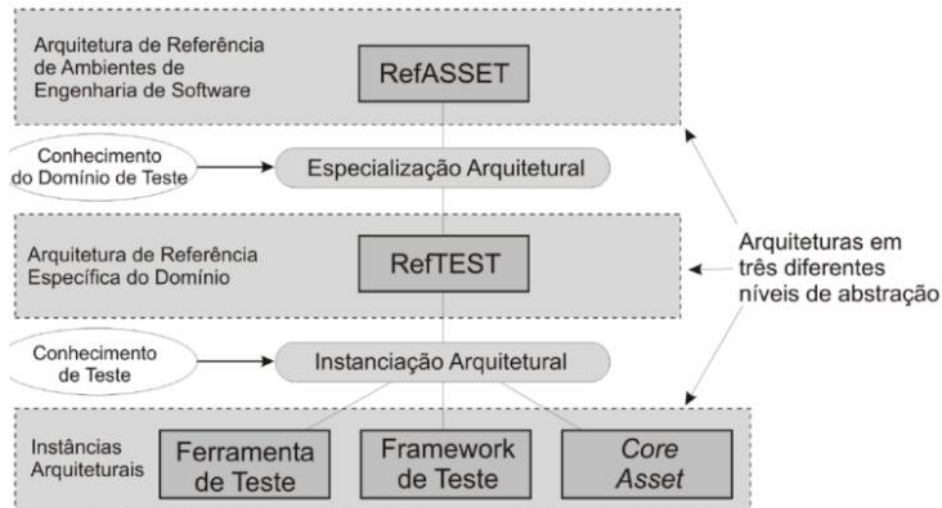 Arquitetura de Referência
de Ambientes de
Engenharia de Software
RefASSET
Conhecimento
do Domínio de Teste
Especialização Arquitetural
Arquitetura de Referência
Específica do Domínio
RefTEST
Arquiteturas em
três diferentes
níveis de abstração
Conhecimento
de Teste
Instanciação Arquitetural
Instâncias
Arquiteturais
Ferramenta
de Teste
Framework
de Teste
Core
Asset